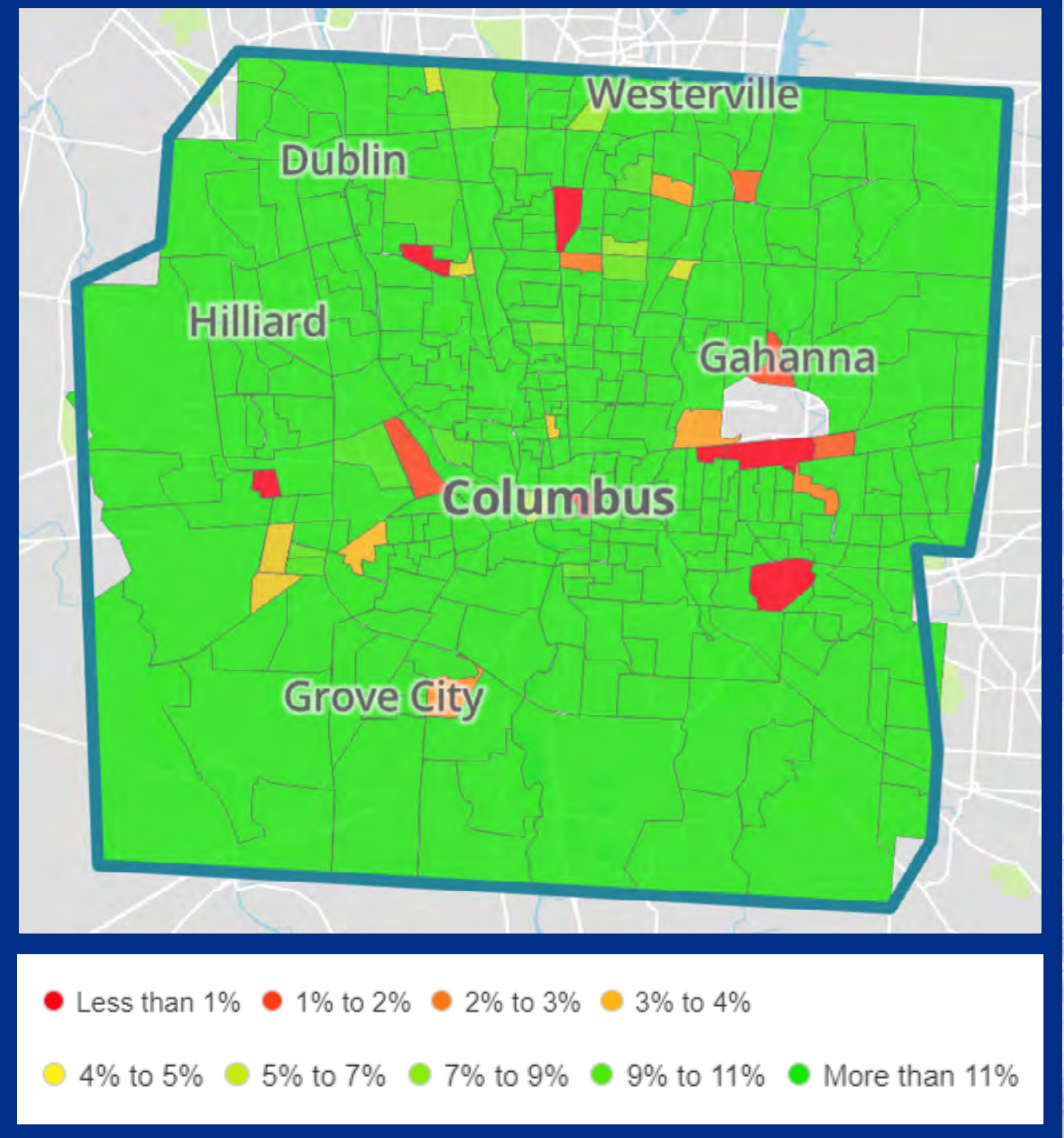 Westerville
Dublin
Hilliard
Gahanna
Columbus
Grove City
Less than 1% 1% to 2% 2% to 3% 3% to 4%
4% to 5% 5% to 7% 7% to 9% 9% to 11% More than 11%